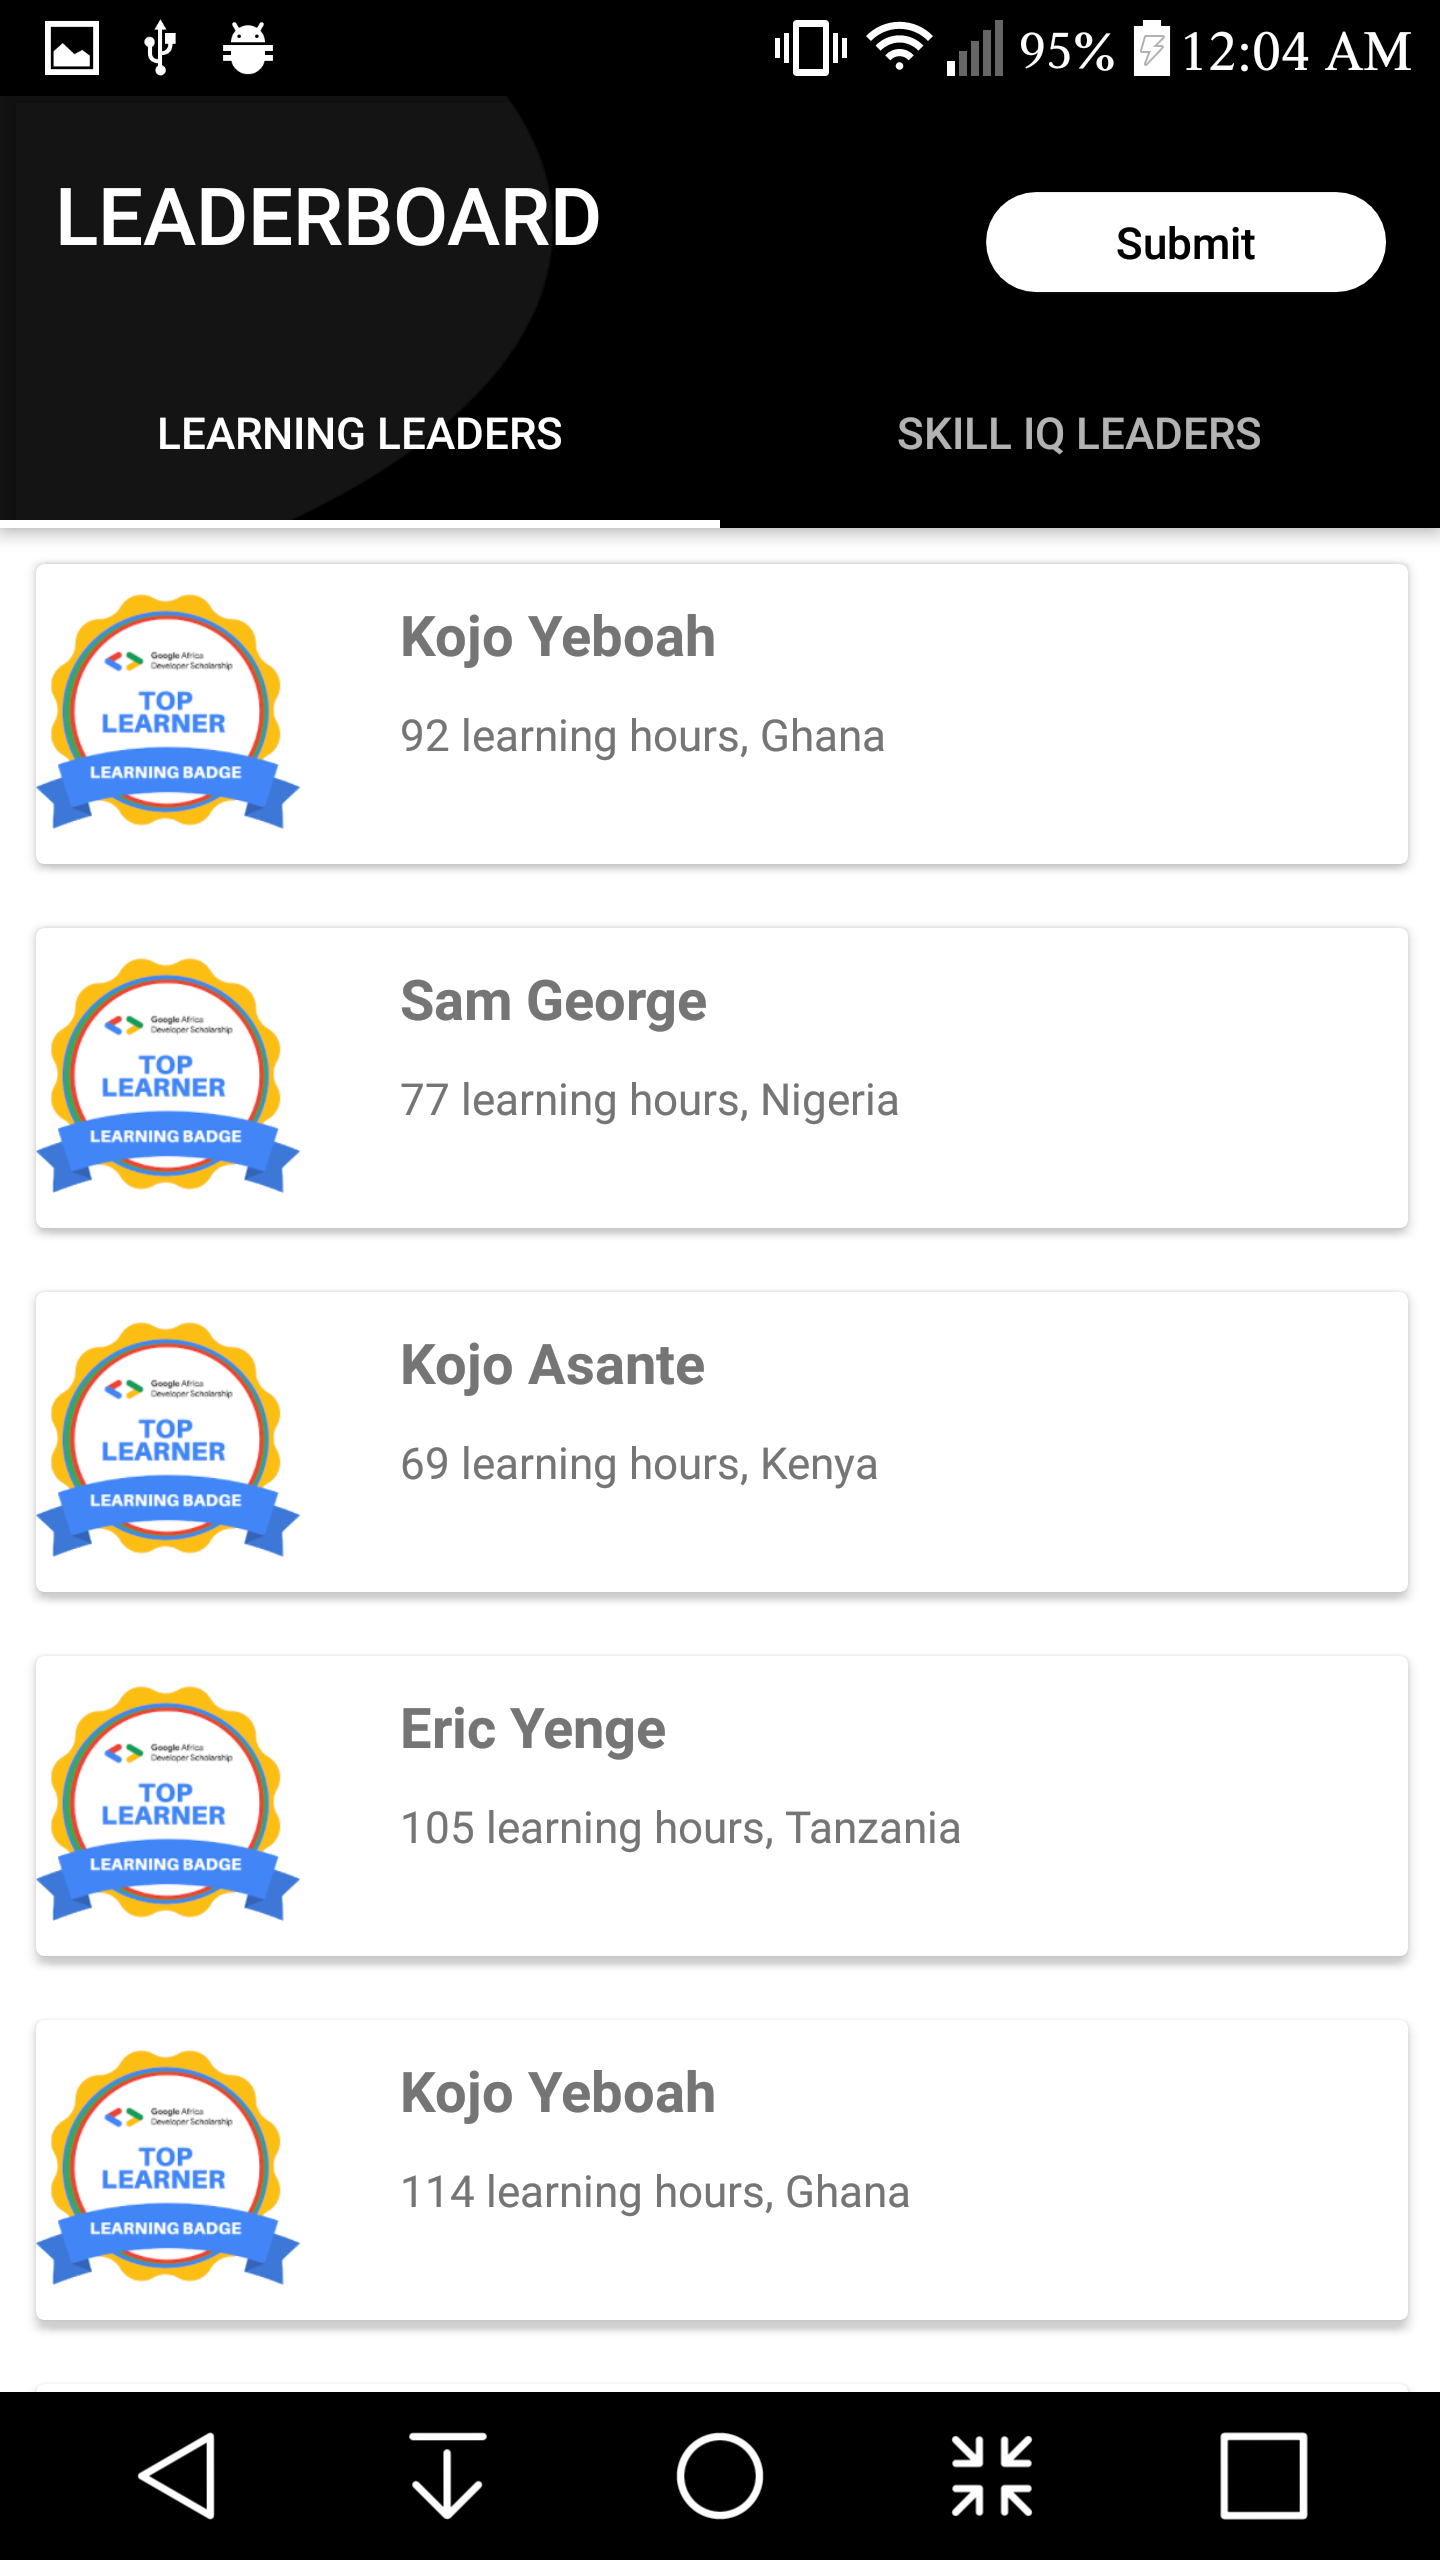 95% 12:04 AM
LEADERBOARD
Submit
LEARNING LEADERS SKILL IQ LEADERS
Google Africa
Developer Scholarship
TOP
LEARNER
LEARNING BADGE
Kojo Yeboah
92 learning hours, Ghana
Google Africa
Developer Scholarship
TOP
LEARNER
LEARNING BADGE
Sam George
77 learning hours, Nigeria
Google Africa
Developer Scholarship
TOP
LEARNER
LEARNING BADGE
Kojo Asante
69 learning hours, Kenya
Google Africa
Developer Scholarship
TOP
LEARNER
LEARNING BADGE
Eric Yenge
105 learning hours, Tanzania
Google Africa
Developer Scholarship
TOP
LEARNER
LEARNING BADGE
Kojo Yeboah
114 learning hours, Ghana